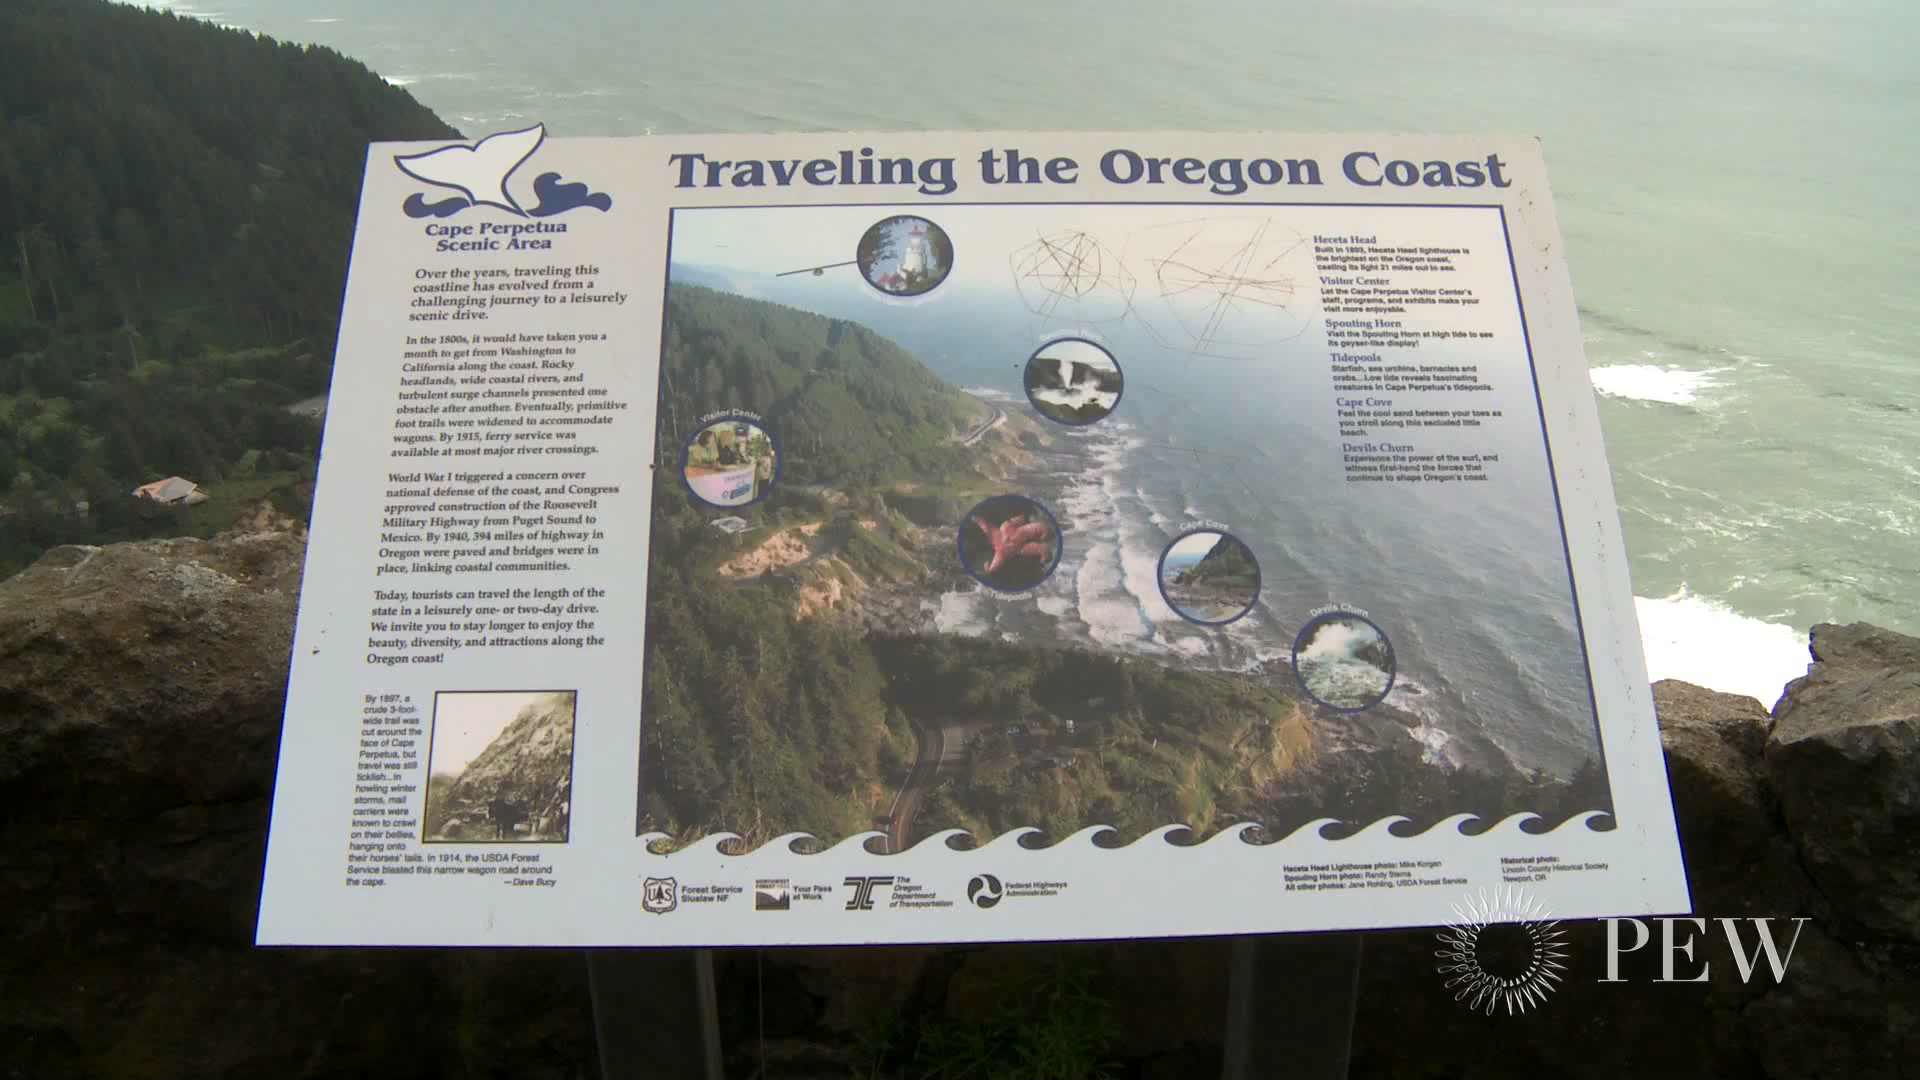 Traveling the Oregon Coast
Cape Perpetua
Scenic Area
Over the years, traveling this
coastline has evolved from a
challenging journey to a leisurely
scenic drive.
In the 1800s, it would have taken you a
month to get from Washington to
California along the coast. Rocky
headlands, wide coastal rivers, and
turbulent surge channels presented one
obstacle after another. Eventually, primitive
foot trails were widened to accommodate
wagons. By 1915, ferry service was
available at most major river crossings.
World War I triggered a concern over
national defense of the coast, and Congress
approved construction of the Roosevelt
Military Highway from Puget Sound to
Mexico. By 1940, 394 miles of highway in
Oregon were paved and bridges were in
place, linking coastal communities.
Today, tourists can travel the length of the
state in a leisurely one- or two-day drive.
We invite you to stay longer to enjoy the
beauty, diversity, and attractions along the
Oregon coast!
By 1897, a
crude 3-foot-
wide trail was
cut around the
face of Cape
Perpetua, but
travel was still
ticklish...in
howling winter
storms, mail
carriers were
known to crawl
on their bellies,
hanging onto
their horses' tails. In 1914, the USDA Forest
Service blasted this narrow wagon road around
the cape. —Dave Bucy
Visitor Center
Tidepools
Cape Cove
Devils Churn
Heceta Head
Built in 1893, Heceta Head lighthouse is
the brightest on the Oregon coast,
casting its light 21 miles out to sea.
Visitor Center
Let the Cape Perpetua Visitor Center's
staff, programs, and exhibits make your
visit more enjoyable.
Spouting Horn
Visit the Spouting Horn at high tide to see
its geyser-like display!
Tidepools
Starfish, sea urchins, barnacles and
crabs...Low tide reveals fascinating
creatures in Cape Perpetua's tidepools.
Cape Cove
Feel the cool sand between your toes as
you stroll along this secluded little
beach.
Devils Churn
Experience the power of the surf, and
witness first-hand the forces that
continue to shape Oregon's coast.
UAS
Forest Service
Siuslaw NF
NORTHWEST
FOREST PASS
Your Pass
at Work
The
Oregon
Department
of Transportation
Federal Highways
Administration
Heceta Head Lighthouse photo: Mike Korgan
Spouting Horn photo: Randy Sterna
All other photos: Jane Rohling, USDA Forest Service
Historical photo:
Lincoln County Historical Society
Newport, OR
PEW